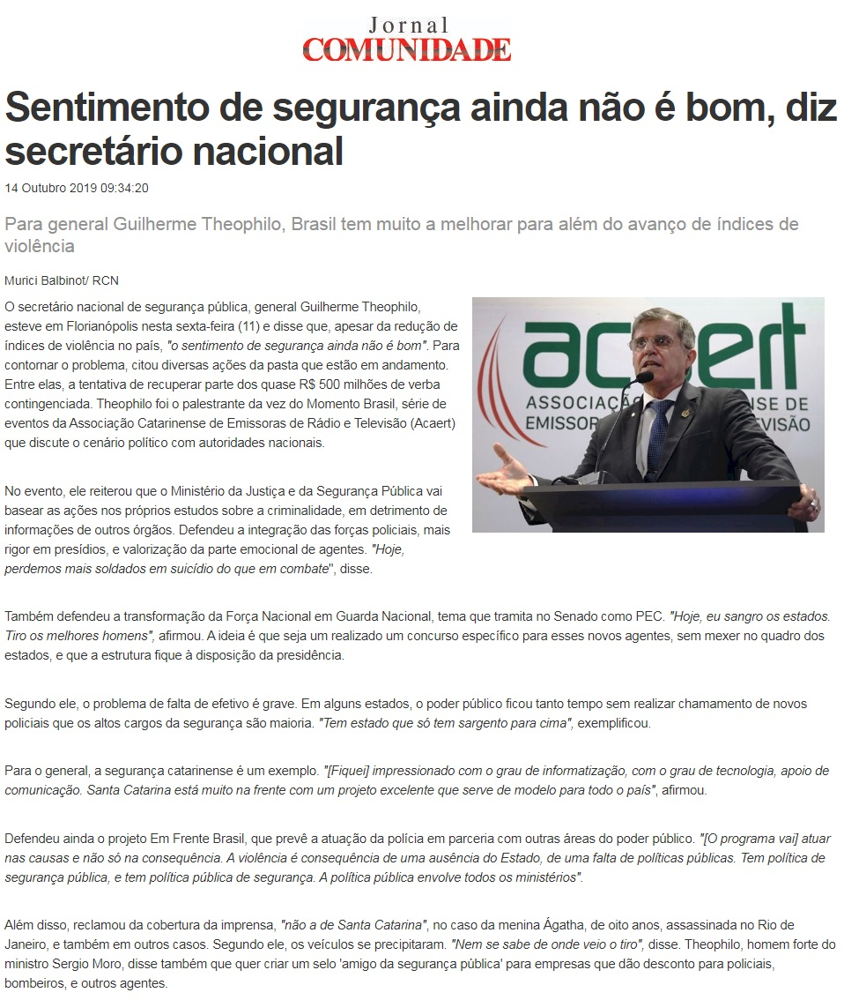 Jornal
COMUNIDADE
Sentimento de segurança ainda não é bom, diz
secretário nacional
14 Outubro 2019 09:34:20
Para general Guilherme Theophilo, Brasil tem muito a melhorar para além do avanço de índices de
violência
Murici Balbinot/ RCN
O secretário nacional de segurança pública, general Guilherme Theophilo,
esteve em Florianópolis nesta sexta-feira (11) e disse que, apesar da redução de
índices de violência no país, "o sentimento de segurança ainda não é bom". Para
contornar o problema, citou diversas ações da pasta que estão em andamento.
Entre elas, a tentativa de recuperar parte dos quase R$ 500 milhões de verba
contingenciada. Theophilo foi o palestrante da vez do Momento Brasil, série de
eventos da Associação Catarinense de Emissoras de Rádio e Televisão (Acaert)
que discute o cenário político com autoridades nacionais.
acaert
ASSOCIAÇÃO ENSE DE
EMISSOR EVISÃO
No evento, ele reiterou que o Ministério da Justiça e da Segurança Pública vai
basear as ações nos próprios estudos sobre a criminalidade, em detrimento de
informações de outros órgãos. Defendeu a integração das forças policiais, mais
rigor em presídios, e valorização da parte emocional de agentes. "Hoje,
perdemos mais soldados em suicídio do que em combate", disse.
Também defendeu a transformação da Força Nacional em Guarda Nacional, tema que tramita no Senado como PEC. "Hoje, eu sangro os estados.
Tiro os melhores homens", afirmou. A ideia é que seja um realizado um concurso específico para esses novos agentes, sem mexer no quadro dos
estados, e que a estrutura fique à disposição da presidência.
Segundo ele, o problema de falta de efetivo é grave. Em alguns estados, o poder público ficou tanto tempo sem realizar chamamento de novos
policiais que os altos cargos da segurança são maioria. "Tem estado que só tem sargento para cima", exemplificou.
Para o general, a segurança catarinense é um exemplo. "[Fiquei] impressionado com o grau de informatização, com o grau de tecnologia, apoio de
comunicação. Santa Catarina está muito na frente com um projeto excelente que serve de modelo para todo o país", afirmou.
Defendeu ainda o projeto Em Frente Brasil, que prevê a atuação da polícia em parceria com outras áreas do poder público. "[O programa vai] atuar
nas causas e não só na consequência. A violência é consequência de uma ausência do Estado, de uma falta de políticas públicas. Tem política de
segurança pública, e tem política pública de segurança. A política pública envolve todos os ministérios".
Além disso, reclamou da cobertura da imprensa, "não a de Santa Catarina", no caso da menina Ágatha, de oito anos, assassinada no Rio de
Janeiro, e também em outros casos. Segundo ele, os veículos se precipitaram. "Nem se sabe de onde veio o tiro", disse. Theophilo, homem forte do
ministro Sergio Moro, disse também que quer criar um selo 'amigo da segurança pública' para empresas que dão desconto para policiais,
bombeiros, e outros agentes.